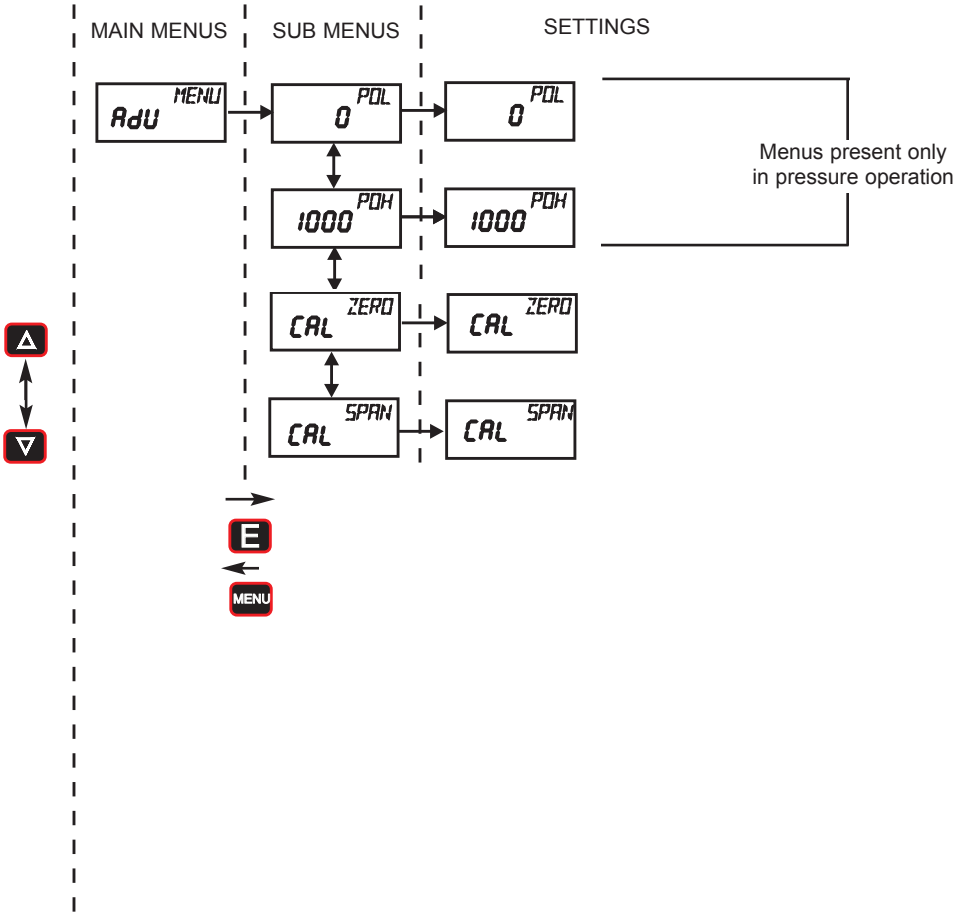 MAIN MENUS
SUB MENUS
SETTINGS
MENU
AdV
POL
0
POL
0
Menus present only
in pressure operation
POH
1000
POH
1000
ZERO
CAL
ZERO
CAL
SPAN
CAL
SPAN
CAL
E
MENU